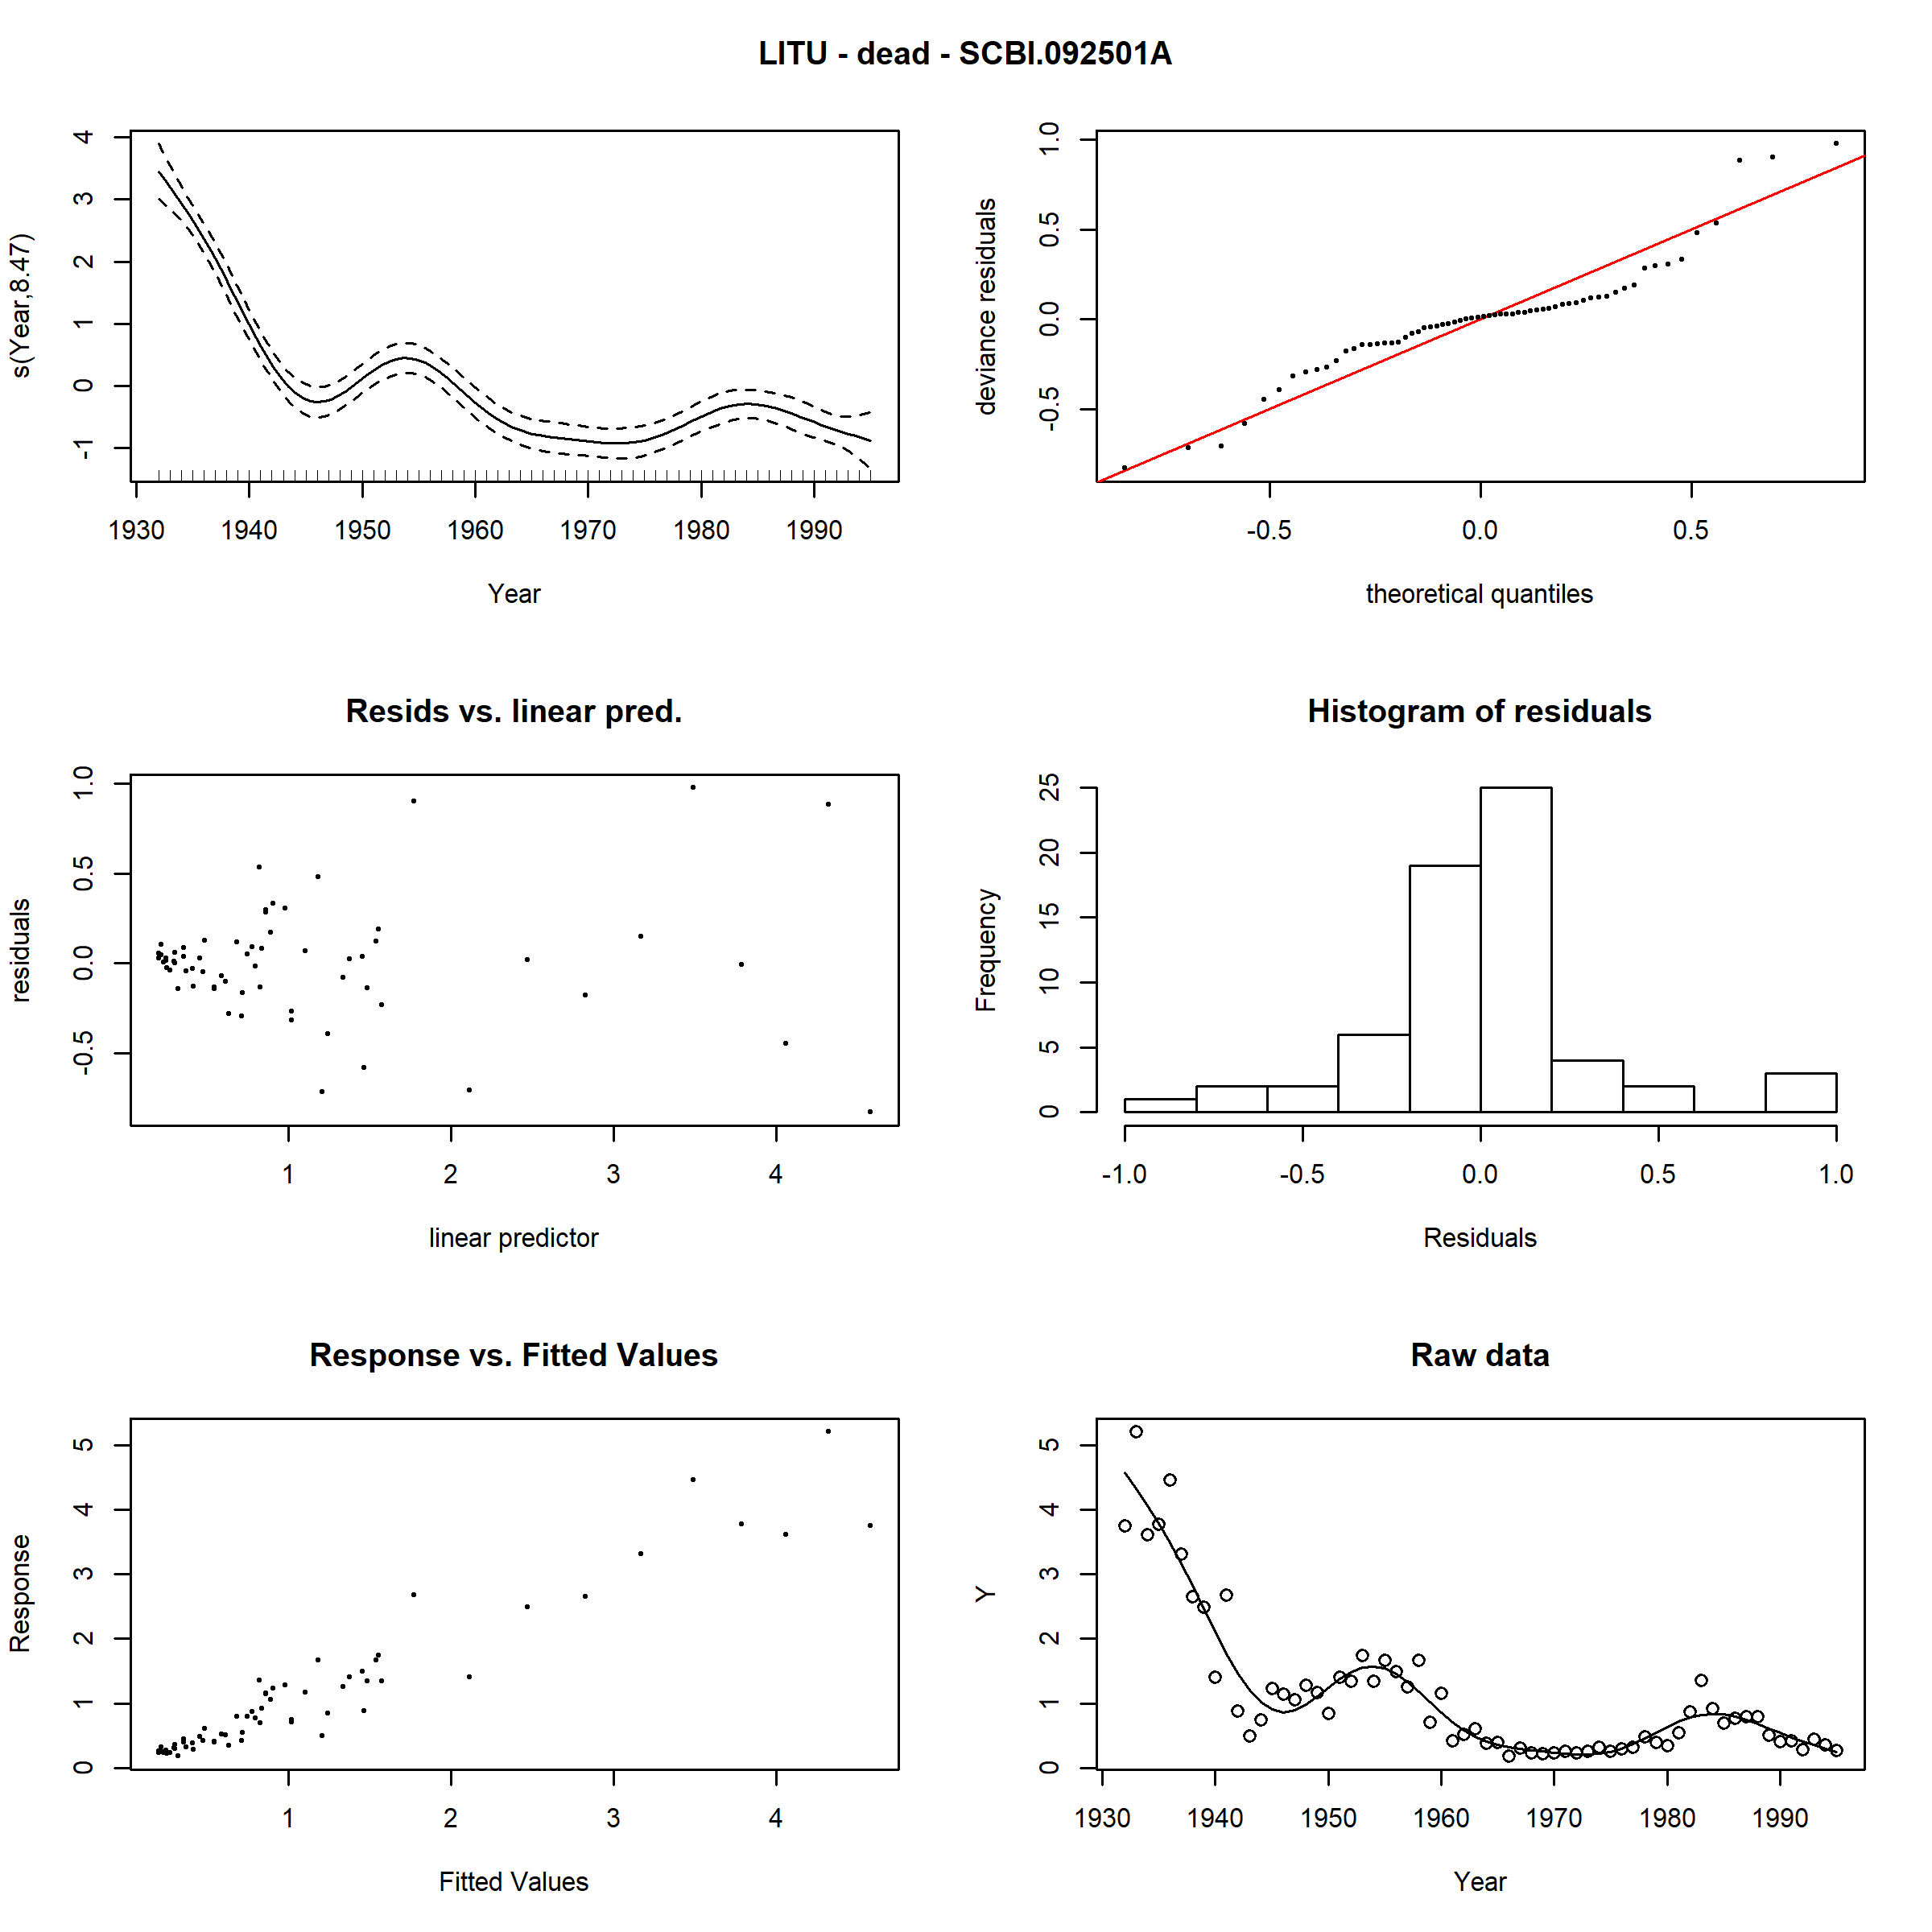 LITU - dead - SCBI.092501A
s(Year,8.47)
4
3
2
1
0
-1
1930 1940 1950 1960 1970 1980 1990
Year
deviance residuals
1.0
0.5
0.0
-0.5
-0.5 0.0 0.5
theoretical quantiles
Resids vs. linear pred.
residuals
1.0
0.5
0.0
-0.5
1 2 3 4
linear predictor
Histogram of residuals
Frequency
25
20
15
10
5
0
-1.0 -0.5 0.0 0.5 1.0
Residuals
Response vs. Fitted Values
Response
5
4
3
2
1
0
1 2 3 4
Fitted Values
Raw data
Y
5
4
3
2
1
0
1930 1940 1950 1960 1970 1980 1990
Year